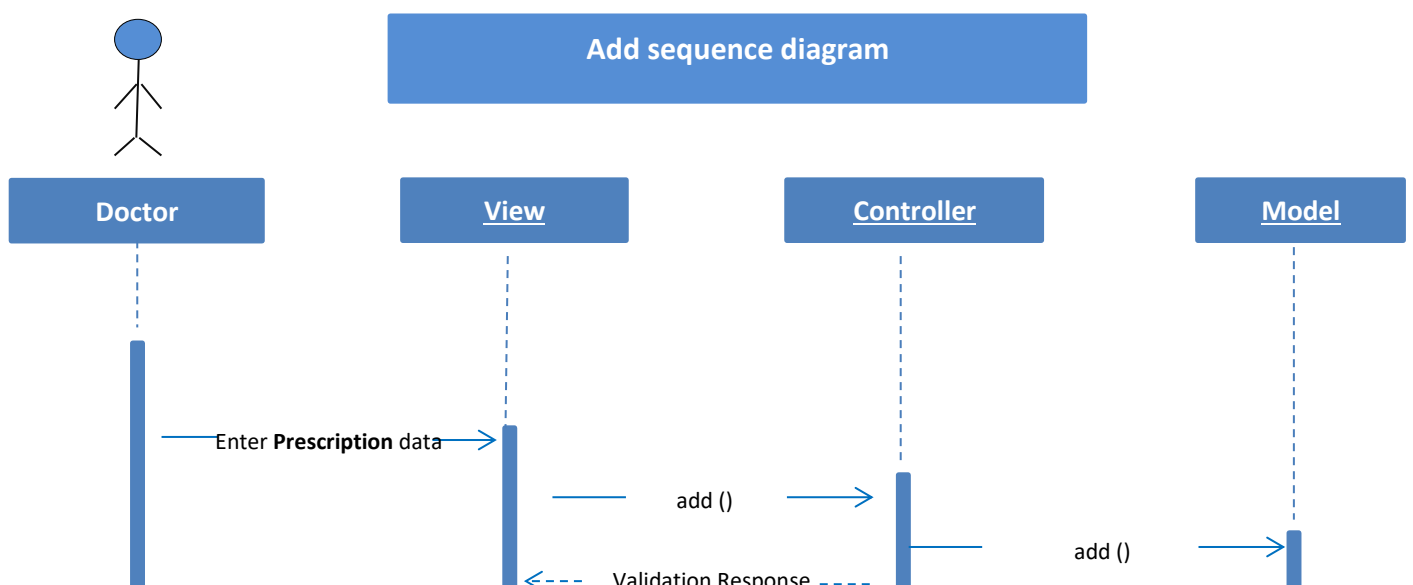 Add sequence diagram
Doctor
View
Controller
Model
Enter Prescription data
add ()
add ()
Validation Response